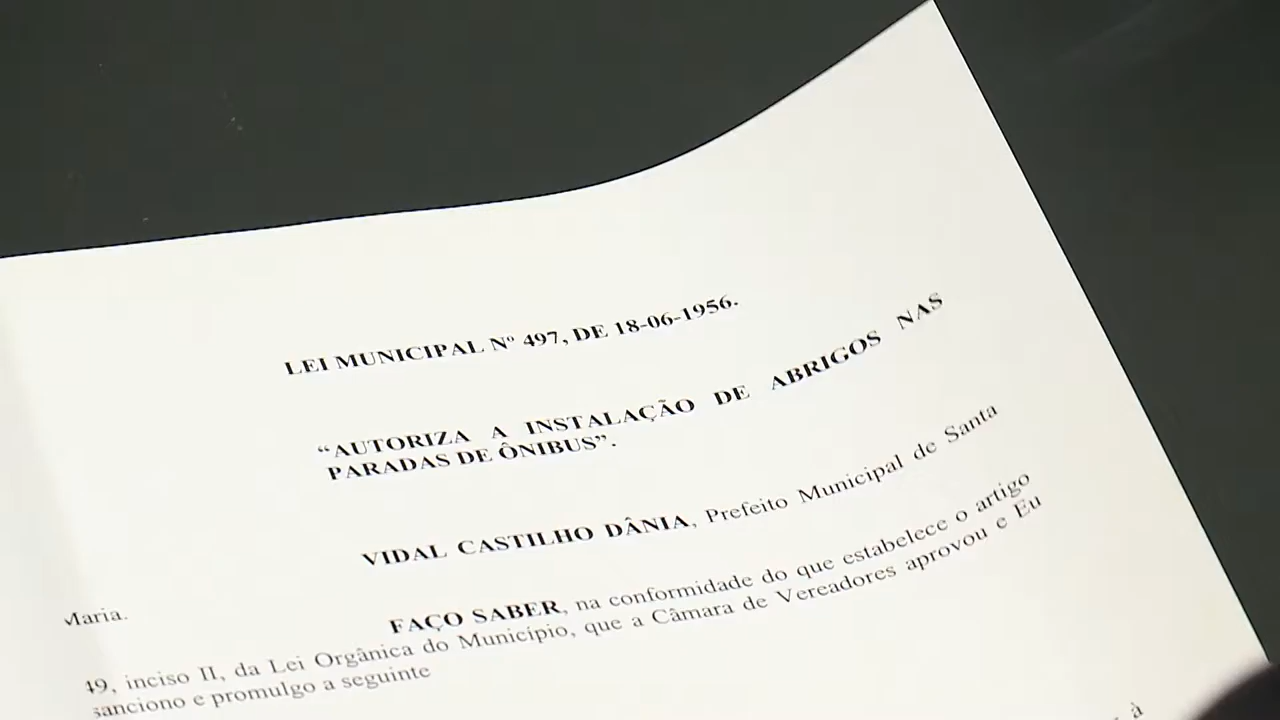 LEI MUNICIPAL Nº 497, DE 18-06-1956.
“AUTORIZA A INSTALAÇÃO DE ABRIGOS NAS
PARADAS DE ÔNIBUS”.
VIDAL CASTILHO DÂNIA, Prefeito Municipal de Santa
Maria.
FAÇO SABER, na conformidade do que estabelece o artigo
49, inciso II, da Lei Orgânica do Município, que a Câmara de Vereadores aprovou e Eu
sanciono e promulgo a seguinte
à